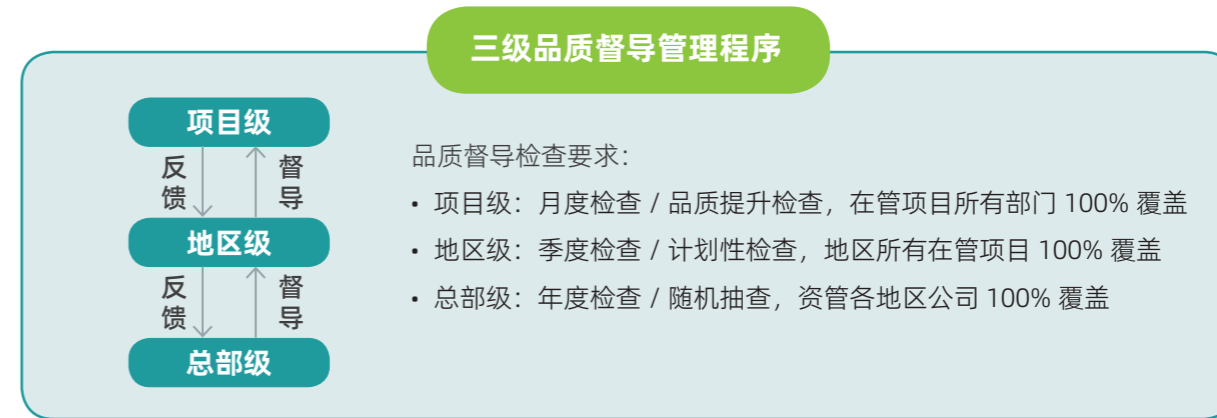 三级品质督导管理程序
项目级
反馈
督导
地区级
反馈
督导
总部级
品质督导检查要求：
• 项目级：月度检查 / 品质提升检查，在管项目所有部门 100% 覆盖
• 地区级：季度检查 / 计划性检查，地区所有在管项目 100% 覆盖
• 总部级：年度检查 / 随机抽查，资管各地区公司 100% 覆盖